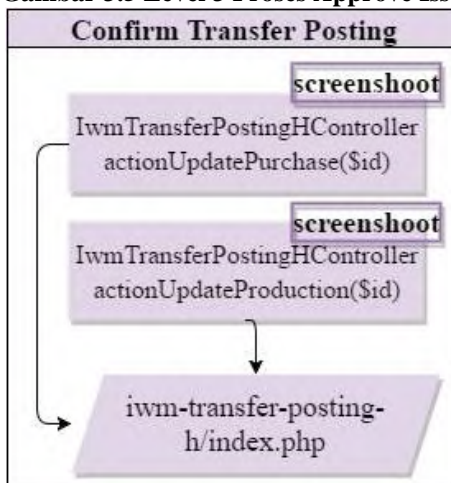 Confirm Transfer Posting
screenshoot
IwmTransferPostingHController
actionUpdatePurchase($id)
screenshoot
IwmTransferPostingHController
actionUpdateProduction($id)
iwm-transfer-posting-
h/index.php